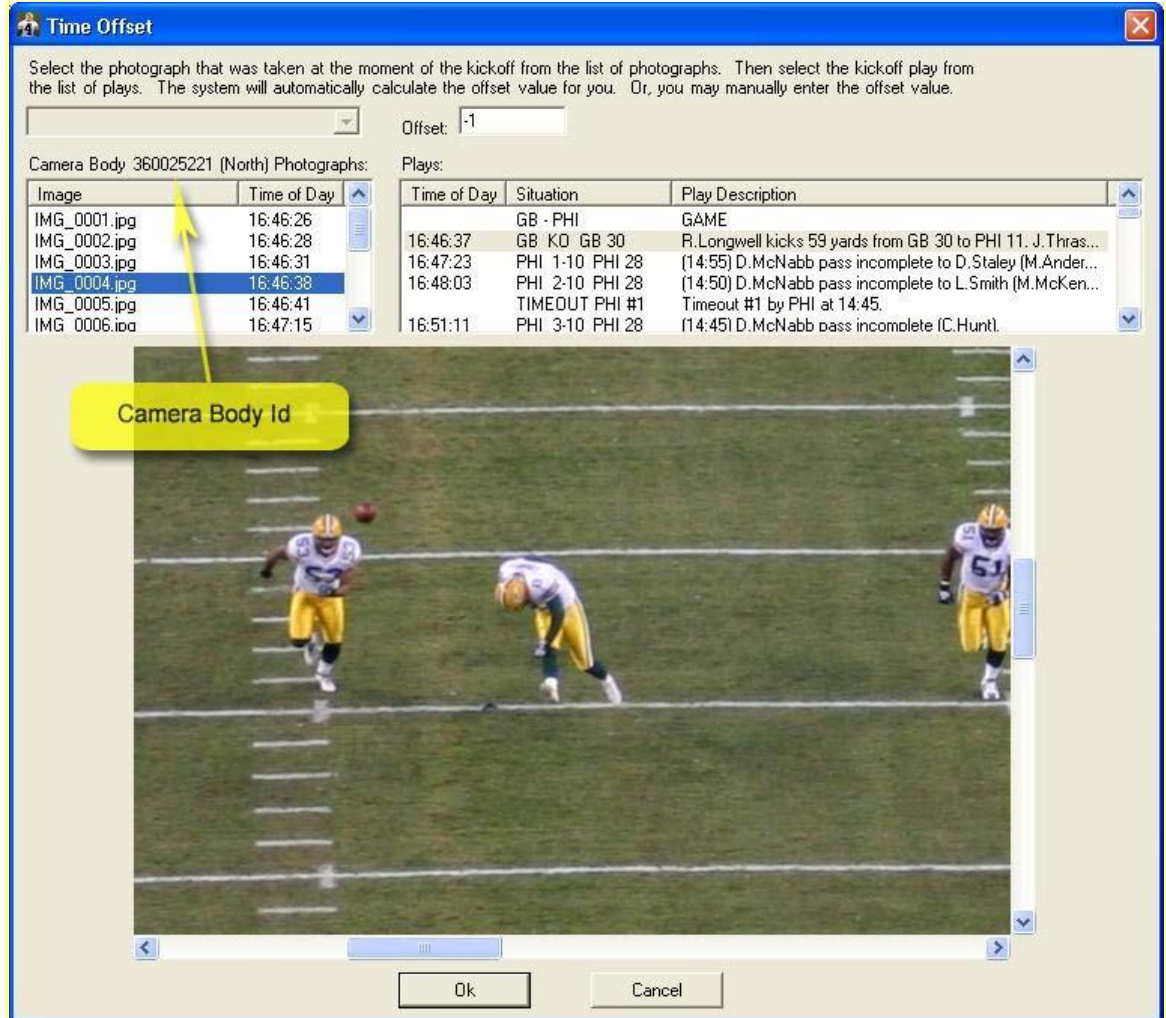 Time Offset
Select the photograph that was taken at the moment of the kickoff from the list of photographs. Then select the kickoff play from
the list of plays. The system will automatically calculate the offset value for you. Or, you may manually enter the offset value.
Offset: -1
Camera Body 360025221 (North) Photographs:
Plays:
Image Time of Day
IMG_0001.jpg 16:46:26
IMG_0002.jpg 16:46:28
IMG_0003.jpg 16:46:31
IMG_0004.jpg 16:46:38
IMG_0005.jpg 16:46:41
IMG_0006.jpg 16:47:15
Time of Day Situation Play Description
GB - PHI GAME
16:46:37 GB KO GB 30 R.Longwell kicks 59 yards from GB 30 to PHI 11. J.Thras...
16:47:23 PHI 1-10 PHI 28 (14:55) D.McNabb pass incomplete to D.Staley (M.Ander...
16:48:03 PHI 2-10 PHI 28 (14:50) D.McNabb pass incomplete to L.Smith (M.McKen...
TIMEOUT PHI #1 Timeout #1 by PHI at 14:45.
16:51:11 PHI 3-10 PHI 28 (14:45) D.McNabb pass incomplete (C.Hunt).
Camera Body Id
53
53
51
51
Ok Cancel